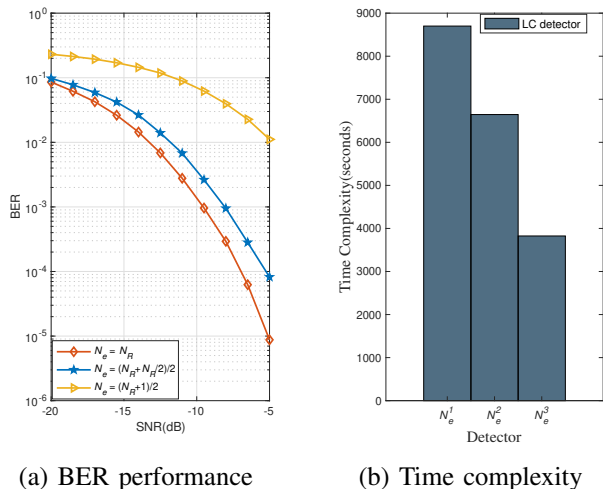 10^0
10^-1
10^-2
10^-3
10^-4
10^-5
10^-6
BER
-20
-15
-10
-5
SNR(dB)
N_e = N_R
N_e = (N_R+ N_R/2)/2
N_e = (N_R+1)/2
(a) BER performance
9000
8000
7000
6000
5000
4000
3000
2000
1000
0
Time Complexity(seconds)
LC detector
N_e^1
N_e^2
N_e^3
Detector
(b) Time complexity